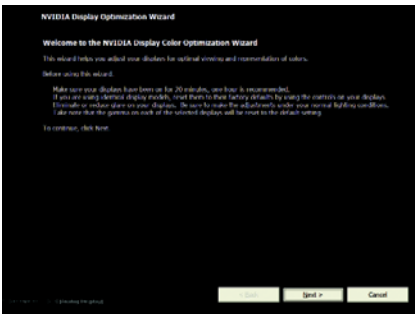 NVIDIA Display Optimization Wizard
Welcome to the NVIDIA Display Color Optimization Wizard
This wizard helps you adjust your displays for optimal viewing and representation of colors.
Before using this wizard:
Make sure your displays have been on for 20 minutes, one hour is recommended.
If you are using identical display models, reset them to their factory defaults by using the controls on your displays.
Eliminate or reduce glare on your displays. Be sure to make the adjustments under your normal lighting conditions.
Take note that the gamma on each of the selected displays will be reset to the default setting.
To continue, click Next.
< Back
Next >
Cancel